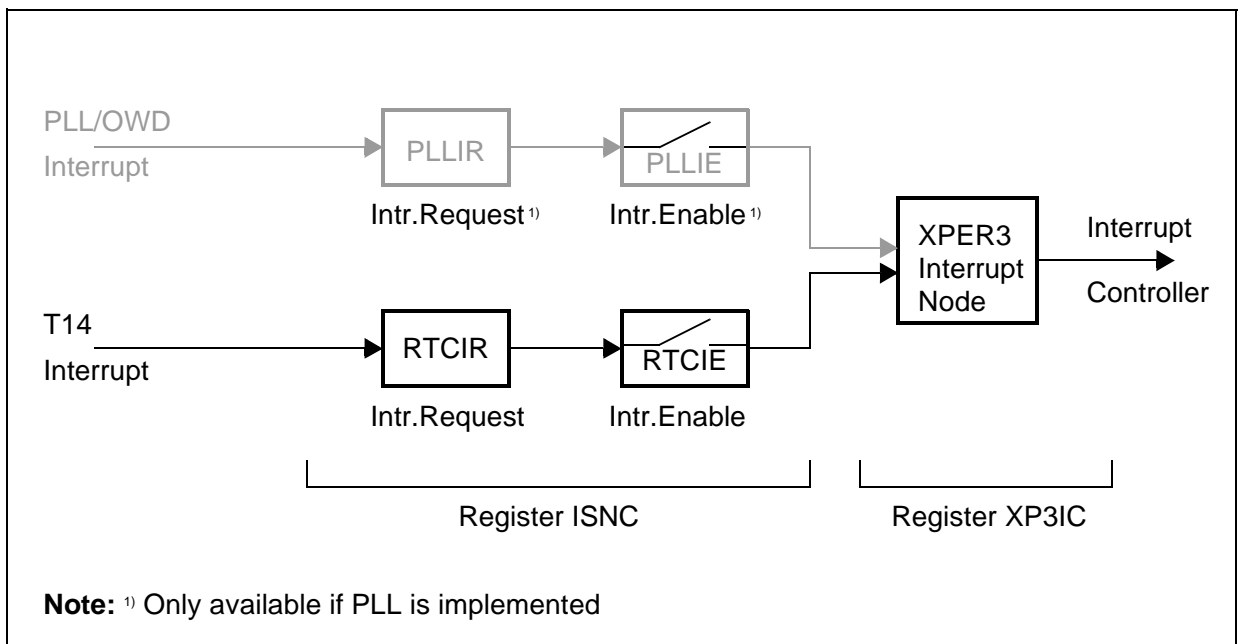 PLL/OWD
Interrupt
PLLIR
PLLIE
Intr.Request 1)
Intr.Enable 1)
XPER3
Interrupt
Node
Interrupt
Controller
T14
Interrupt
RTCIR
RTCIE
Intr.Request
Intr.Enable
Register ISNC
Register XP3IC
Note: 1) Only available if PLL is implemented